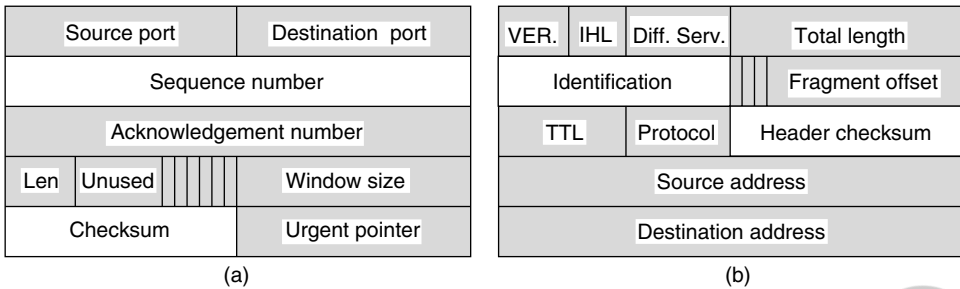 Source port Destination port
Sequence number
Acknowledgement number
Len Unused Window size
Checksum Urgent pointer
(a)
VER. IHL Diff. Serv. Total length
Identification Fragment offset
TTL Protocol Header checksum
Source address
Destination address
(b)